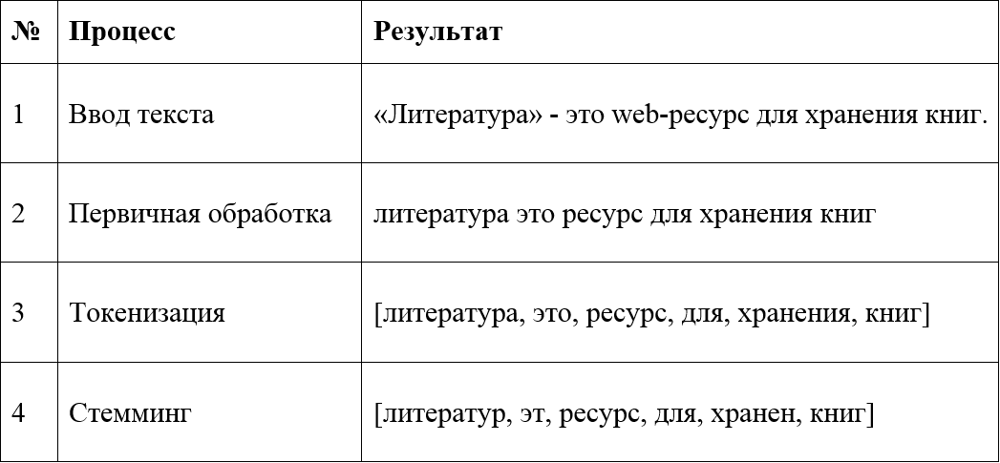 № Процесс Результат
1 Ввод текста «Литература» - это web-ресурс для хранения книг.
2 Первичная обработка литература это ресурс для хранения книг
3 Токенизация [литература, это, ресурс, для, хранения, книг]
4 Стемминг [литератур, эт, ресурс, для, хранен, книг]